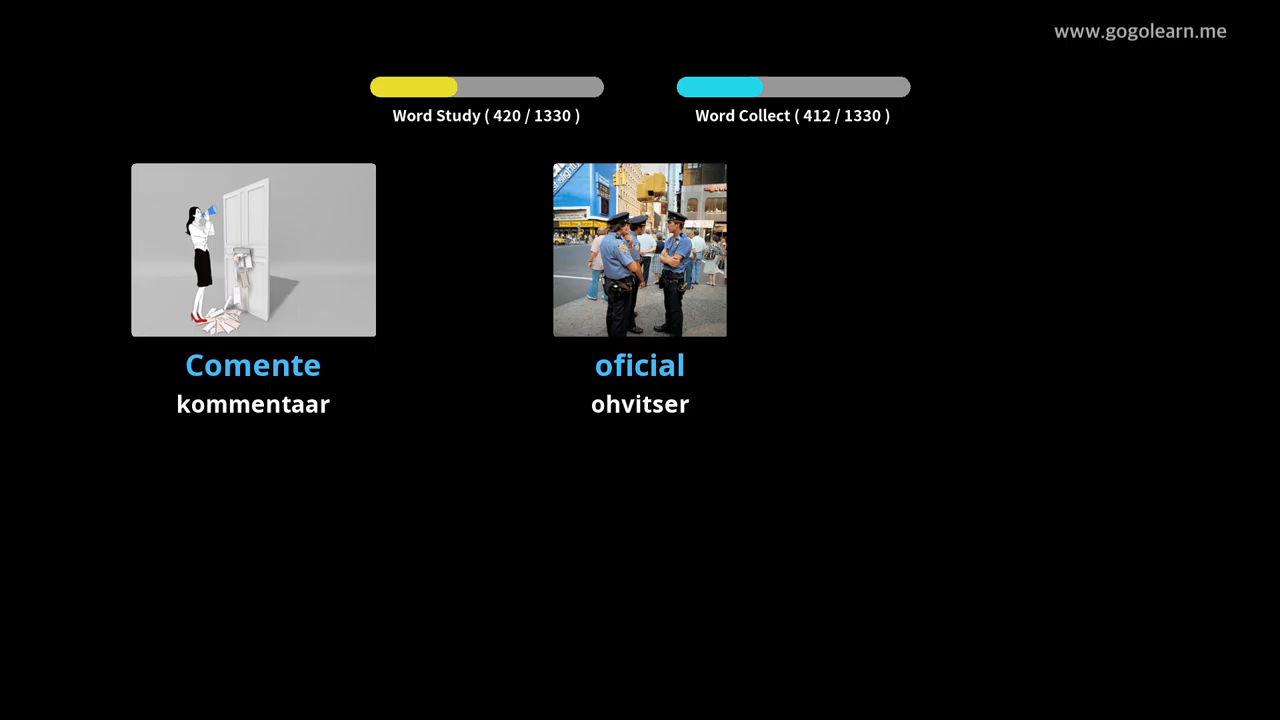 www.gogolearn.me
Word Study ( 420 / 1330 )
Word Collect ( 412 / 1330 )
Comente
kommentaar
oficial
ohvitser